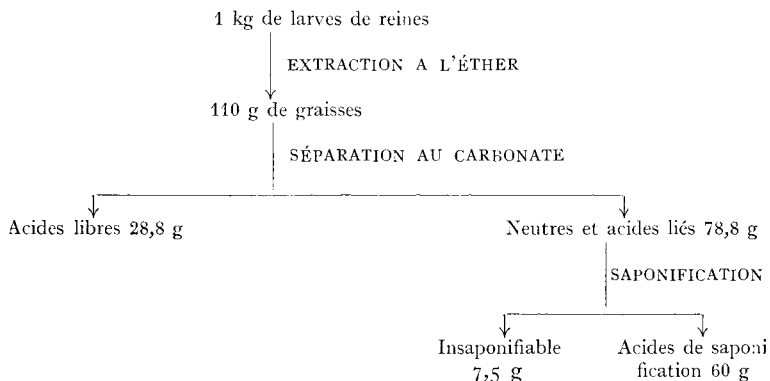 1 kg de larves de reines
EXTRACTION A L'ÉTHER
110 g de graisses
SÉPARATION AU CARBONATE
Acides libres 28,8 g
Neutres et acides liés 78,8 g
SAPONIFICATION
Insaponifiable
7,5 g
Acides de saponi
fication 60 g